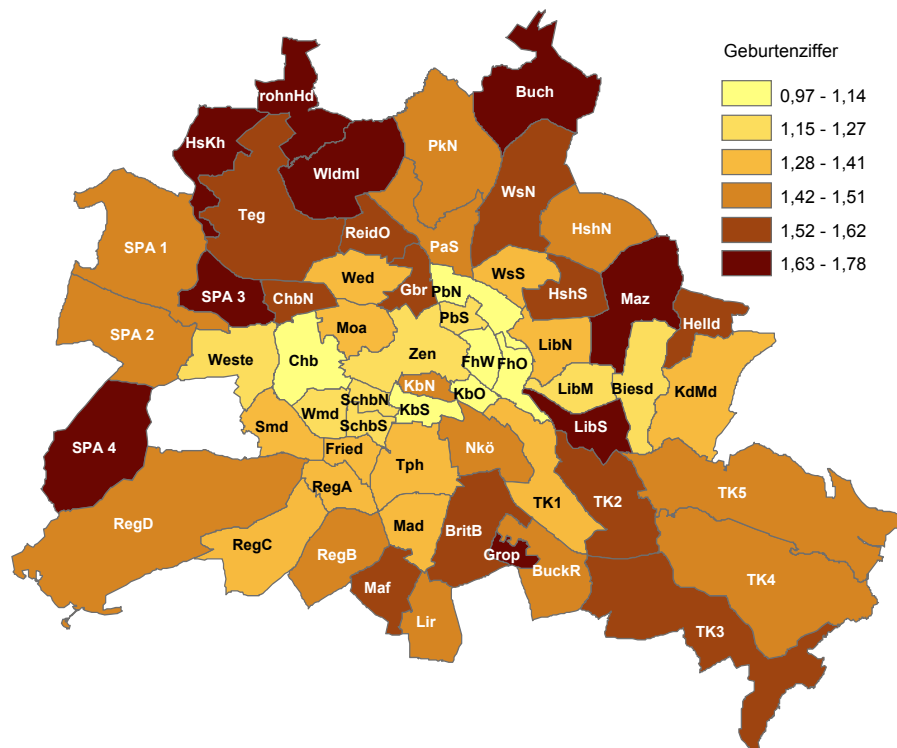 Geburtenziffer
0,97 - 1,14
1,15 - 1,27
1,28 - 1,41
1,42 - 1,51
1,52 - 1,62
1,63 - 1,78
rohnHd
Buch
HsKh
PkN
Wldml
WsN
Teg
HshN
ReidO
SPA 1
PaS
Wed
WsS
Gbr
PbN
HshS
SPA 3
ChbN
Maz
PbS
Helld
Moa
SPA 2
LibN
Zen
Weste
Chb
FhW
FhO
KbN
LibM
Biesd
KdMd
SchbN
KbO
KbS
Wmd
SchbS
Smd
LibS
SPA 4
Fried
Nkö
Tph
RegA
TK5
TK1
TK2
RegD
Mad
BritB
RegC
RegB
Grop
BuckR
TK4
Maf
Lir
TK3